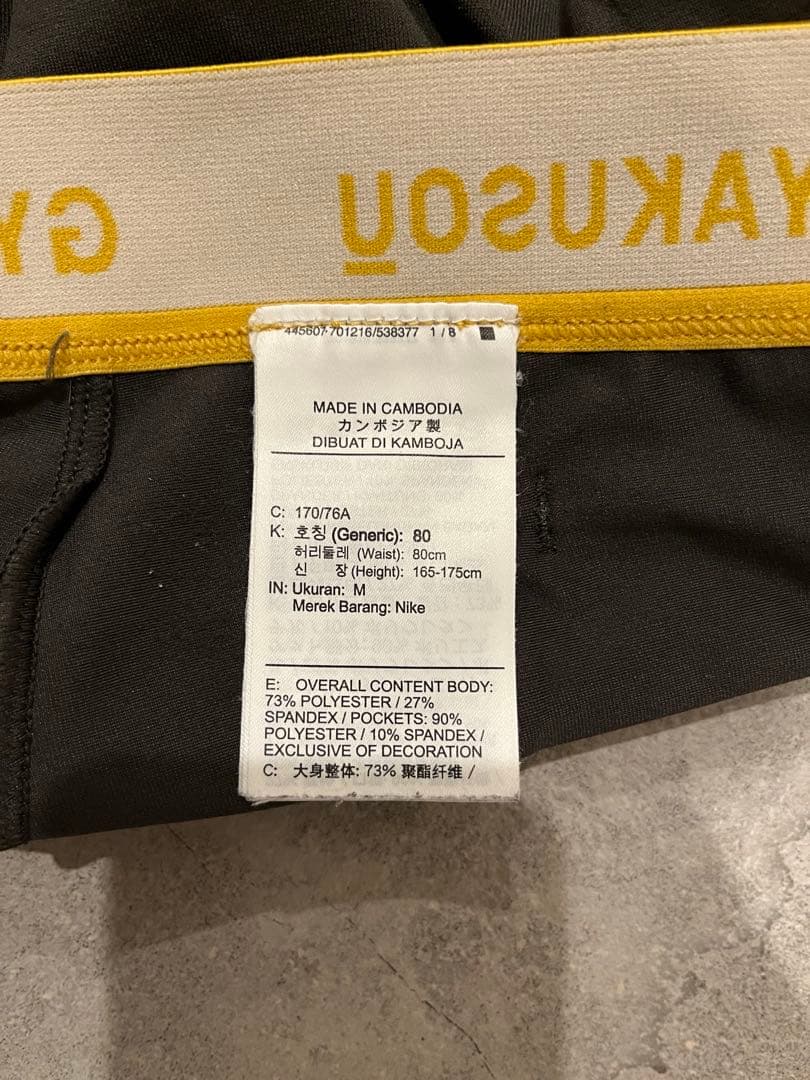 GYAKUSOU
GY
445607-701216/538377 1 / 8
MADE IN CAMBODIA
カンボジア製
DIBUAT DI KAMBOJA
C: 170/76A
K: 호칭 (Generic): 80
허리둘레 (Waist): 80cm
신 장 (Height): 165-175cm
IN: Ukuran: M
Merek Barang: Nike
E: OVERALL CONTENT BODY:
73% POLYESTER / 27%
SPANDEX / POCKETS: 90%
POLYESTER / 10% SPANDEX /
EXCLUSIVE OF DECORATION
C: 大身整体: 73% 聚酯纤维 /